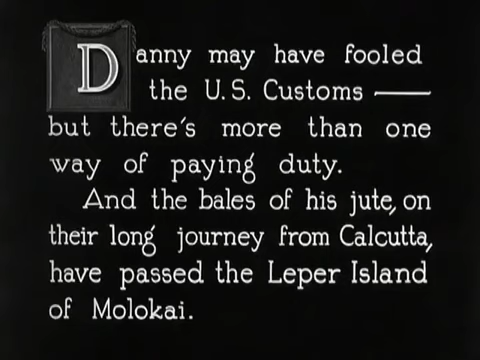 Danny may have fooled
the U.S. Customs —
but there's more than one
way of paying duty.
And the bales of his jute, on
their long journey from Calcutta,
have passed the Leper Island
of Molokai.